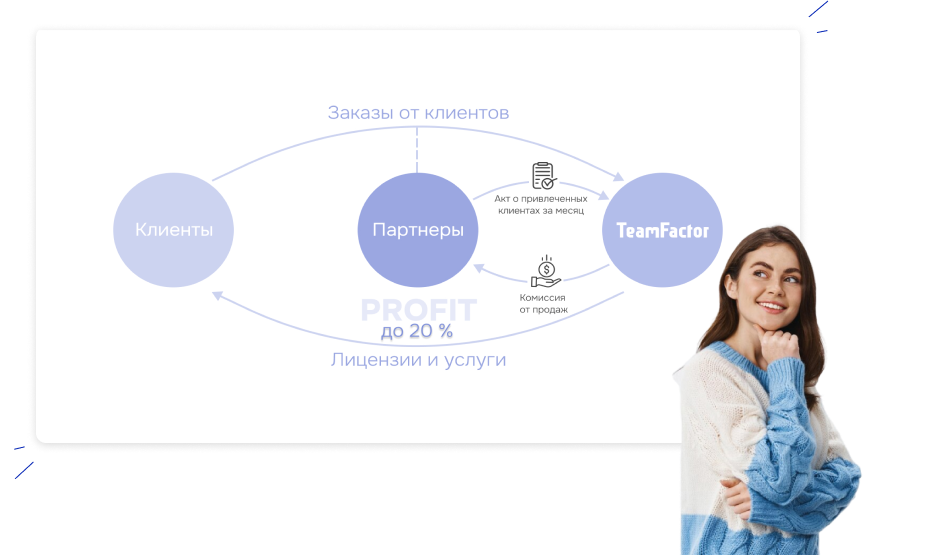 Заказы от клиентов
Акт о привлеченных
клиентах за месяц
Клиенты
Партнеры
TeamFactor
$
Комиссия
от продаж
PROFIT
до 20 %
Лицензии и услуги